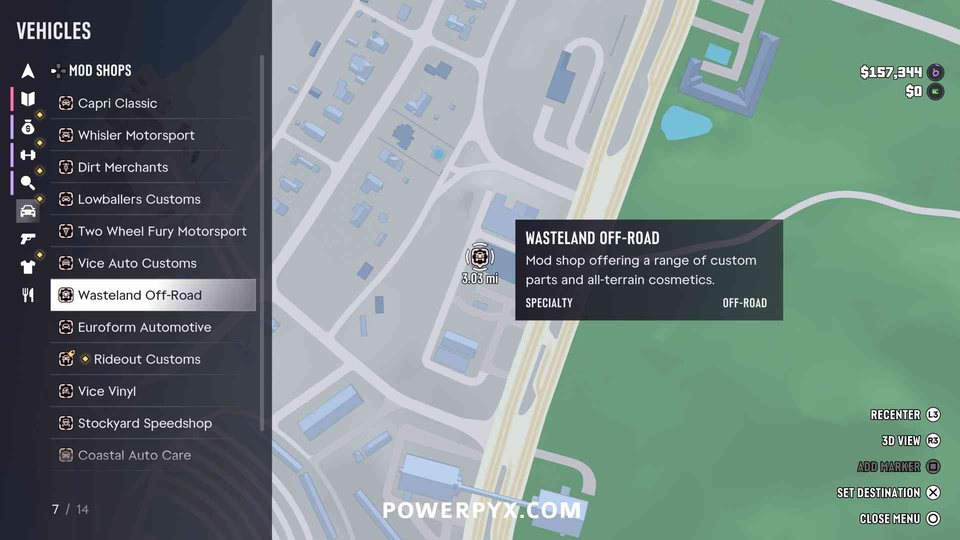 VEHICLES
MOD SHOPS
Capri Classic
Whisler Motorsport
Dirt Merchants
Lowballers Customs
Two Wheel Fury Motorsport
Vice Auto Customs
Wasteland Off-Road
Euroform Automotive
Rideout Customs
Vice Vinyl
Stockyard Speedshop
Coastal Auto Care
7 / 14
3.03 mi
WASTELAND OFF-ROAD
Mod shop offering a range of custom
parts and all-terrain cosmetics.
SPECIALTY OFF-ROAD
$157,344
$0
RECENTER L3
3D VIEW R3
ADD MARKER
SET DESTINATION
CLOSE MENU
POWERPYX.COM